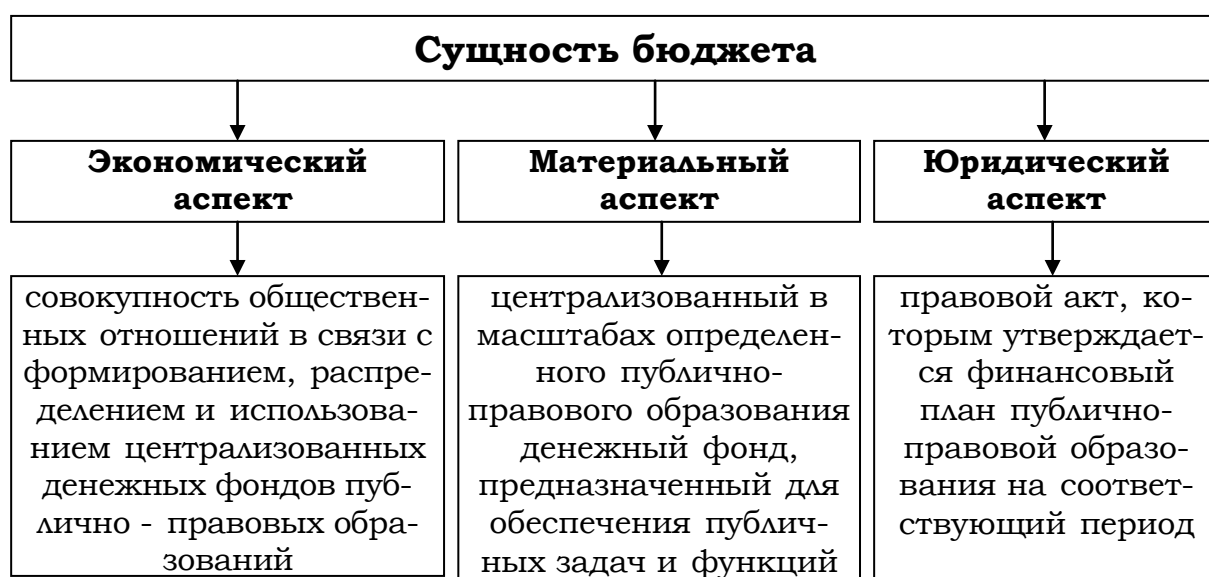 Сущность бюджета
Экономический
аспект
Материальный
аспект
Юридический
аспект
совокупность обществен-
ных отношений в связи с
формированием, распре-
делением и использова-
нием централизованных
денежных фондов пуб-
лично - правовых обра-
зований
централизованный в
масштабах определен-
ного публично-
правового образования
денежный фонд,
предназначенный для
обеспечения публич-
ных задач и функций
правовой акт, ко-
торым утверждает-
ся финансовый
план публично-
правовой образо-
вания на соответ-
ствующий период